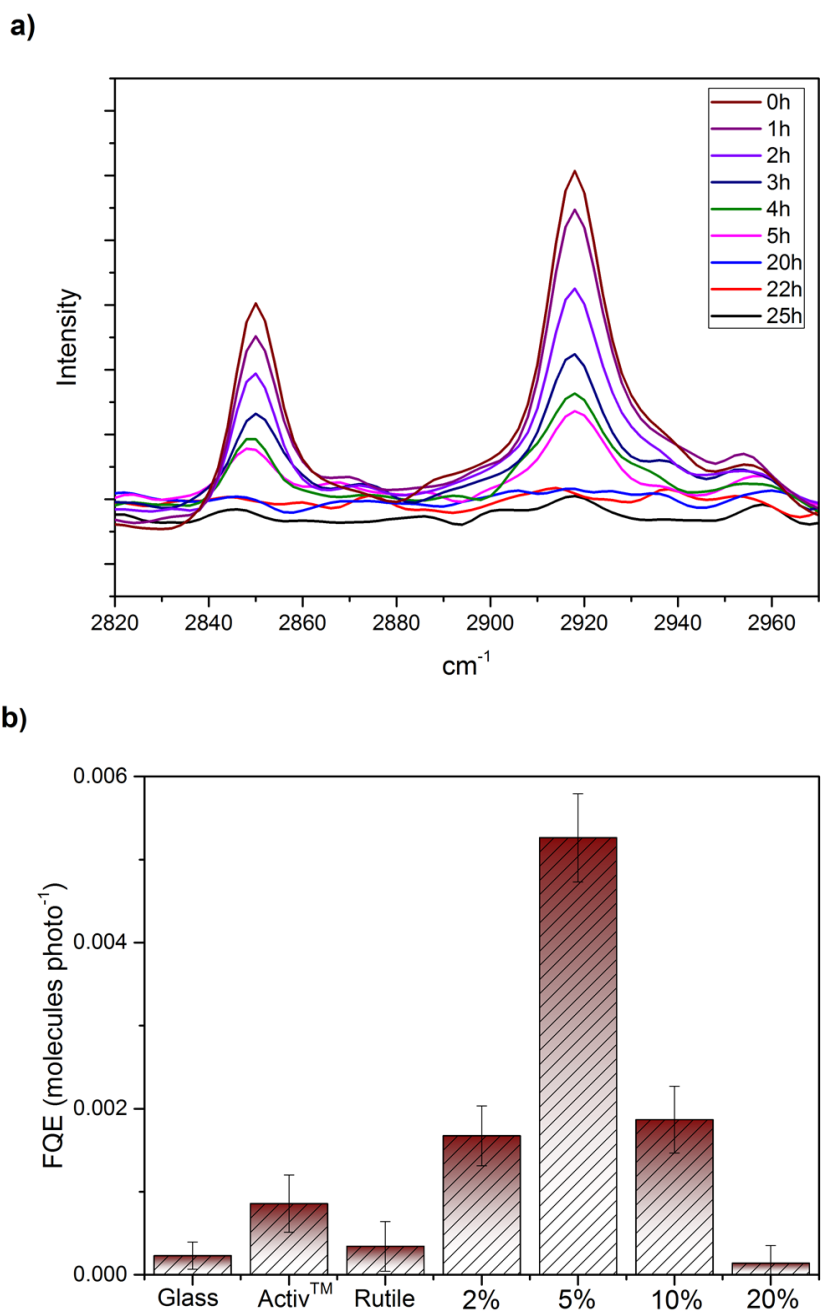 a)
Intensity
0h
1h
2h
3h
4h
5h
20h
22h
25h
2820 2840 2860 2880 2900 2920 2940 2960
cm⁻¹
b)
FQE (molecules photo⁻¹)
0.006
0.004
0.002
0.000
Glass Activ™ Rutile 2% 5% 10% 20%